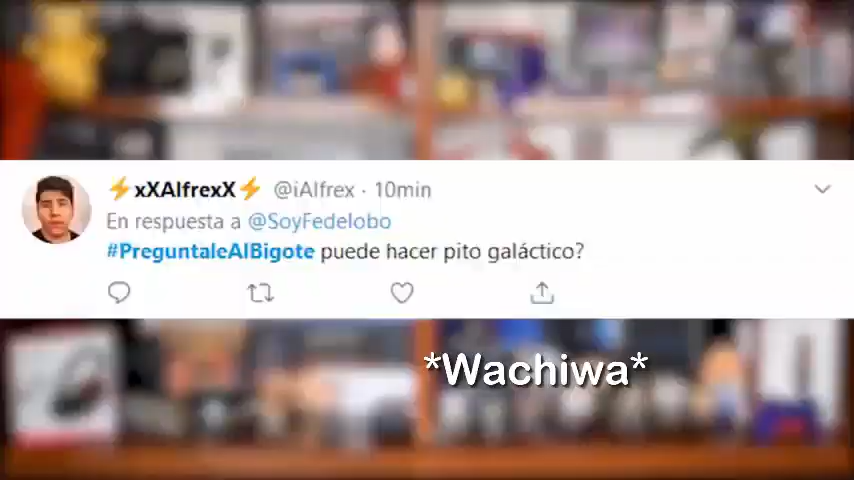 ⚡xXAlfrexX⚡ @iAlfrex · 10min
En respuesta a @SoyFedelobo
#PreguntaleAlBigote puede hacer pito galáctico?
*Wachiwa*